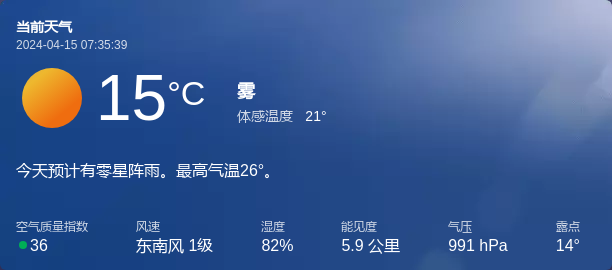 当前天气
2024-04-15 07:35:39
15°C
雾
体感温度 21°
今天预计有零星阵雨。最高气温26°。
空气质量指数 风速 湿度 能见度 气压 露点
36 东南风 1级 82% 5.9 公里 991 hPa 14°